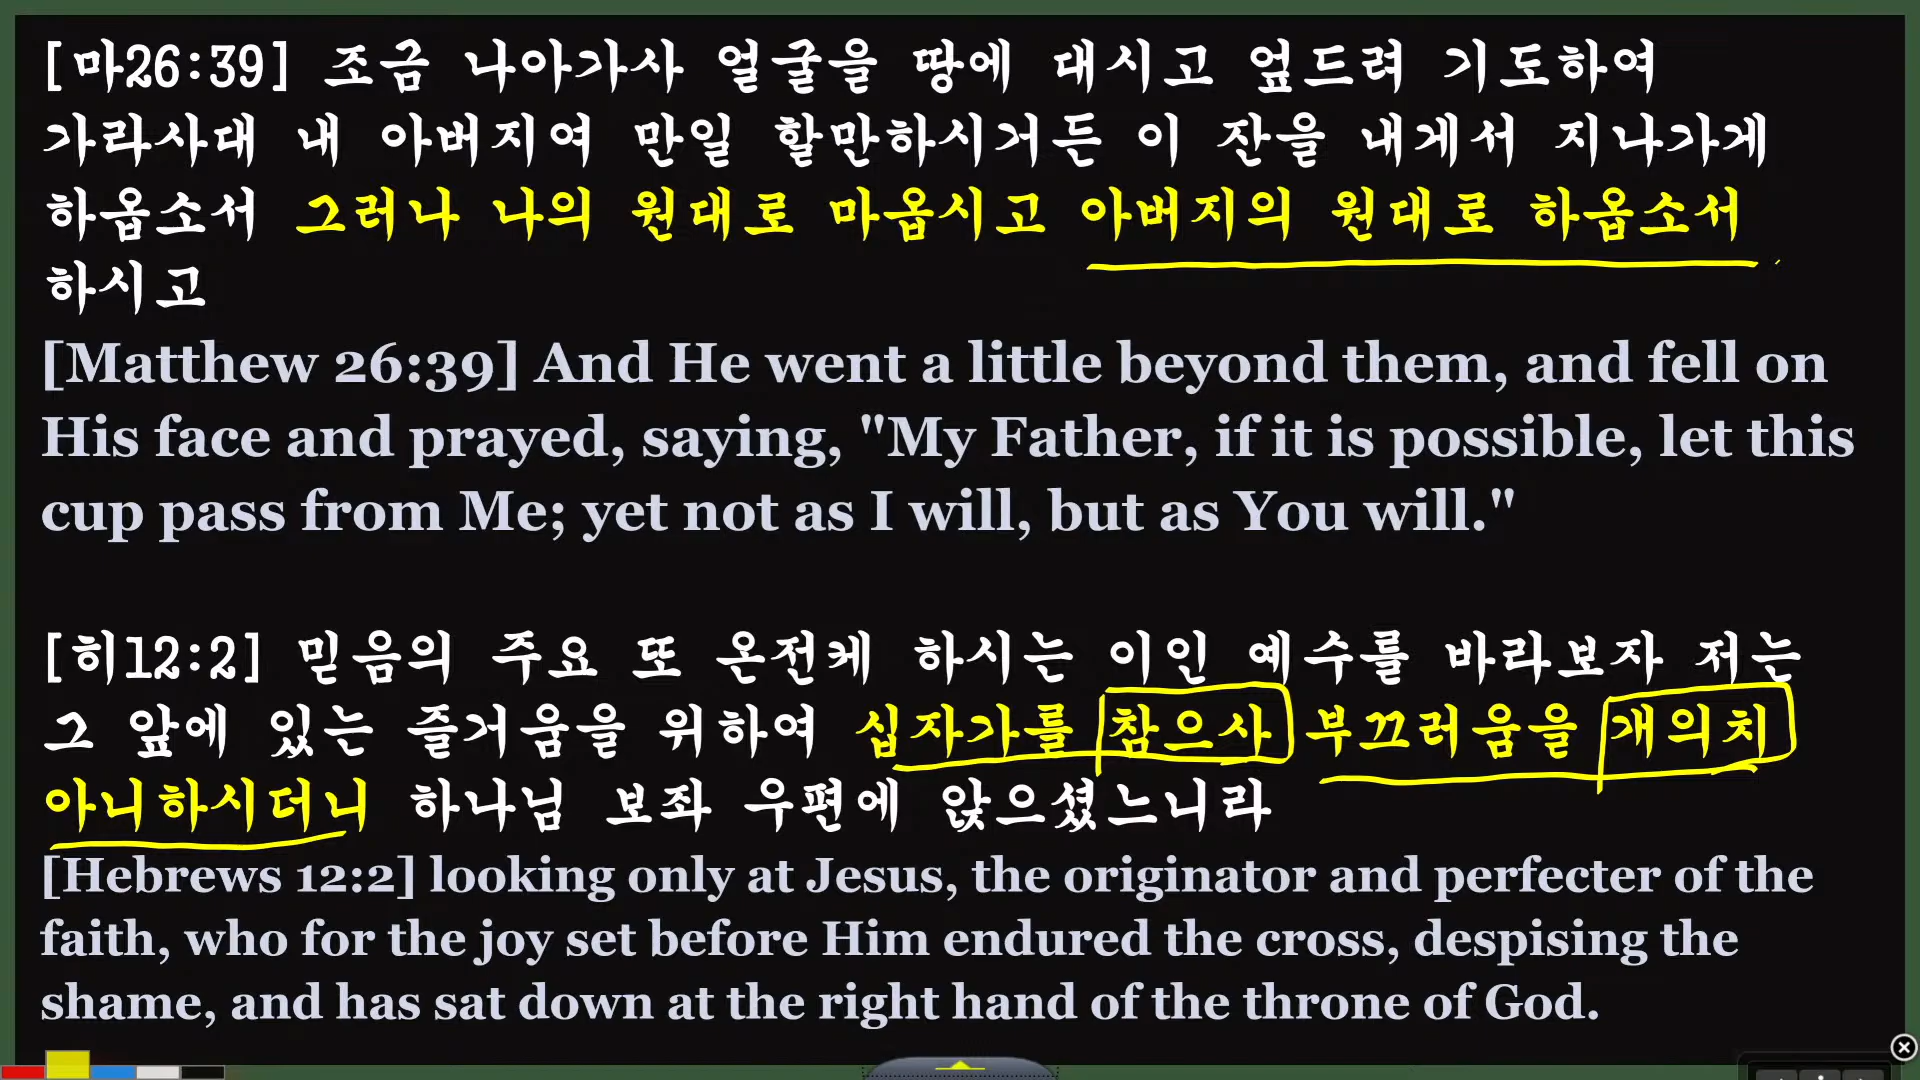 [마26:39] 조금 나아가사 얼굴을 땅에 대시고 엎드려 기도하여
가라사대 내 아버지여 만일 할만하시거든 이 잔을 내게서 지나가게
하옵소서 그러나 나의 원대로 마옵시고 아버지의 원대로 하옵소서
하시고
[Matthew 26:39] And He went a little beyond them, and fell on
His face and prayed, saying, "My Father, if it is possible, let this
cup pass from Me; yet not as I will, but as You will."
[히12:2] 믿음의 주요 또 온전케 하시는 이인 예수를 바라보자 저는
그 앞에 있는 즐거움을 위하여 십자가를 참으사 부끄러움을 개의치
아니하시더니 하나님 보좌 우편에 앉으셨느니라
[Hebrews 12:2] looking only at Jesus, the originator and perfecter of the
faith, who for the joy set before Him endured the cross, despising the
shame, and has sat down at the right hand of the throne of God.